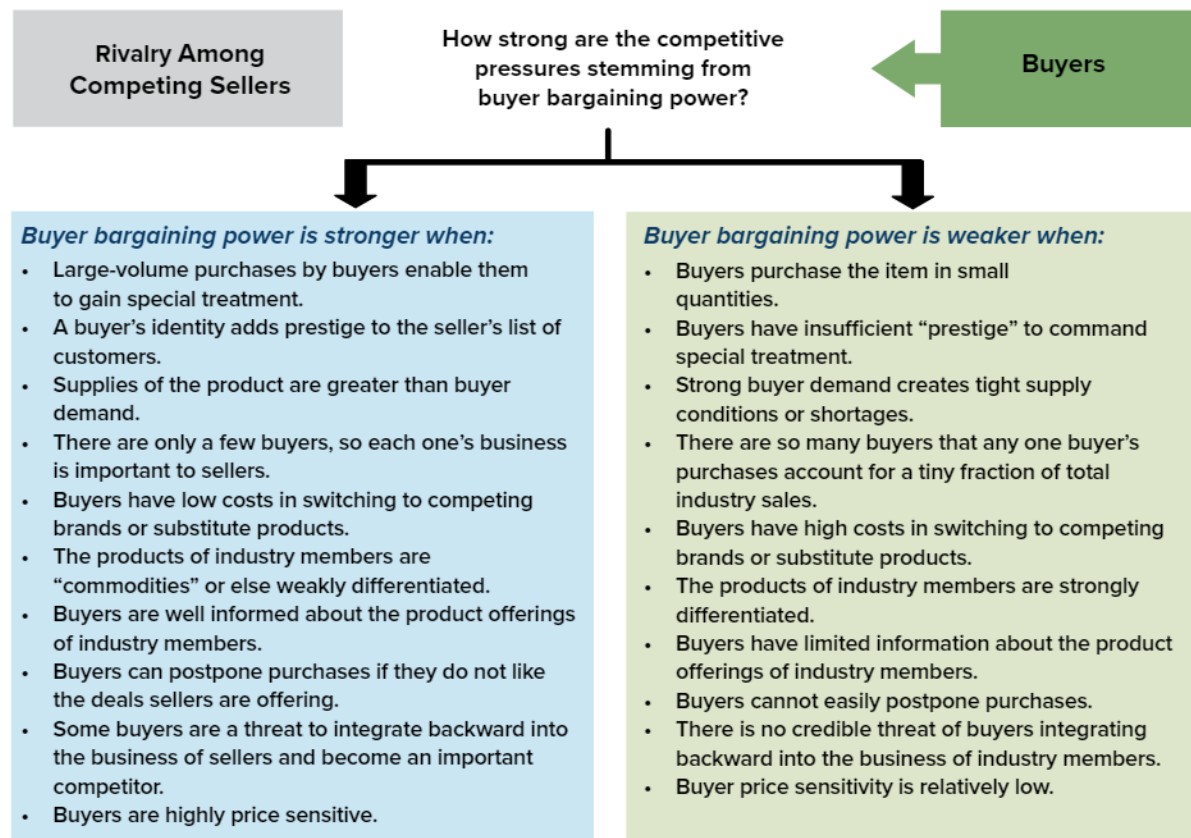 Rivalry Among
Competing Sellers
How strong are the competitive
pressures stemming from
buyer bargaining power?
Buyers
Buyer bargaining power is stronger when:
• Large-volume purchases by buyers enable them
to gain special treatment.
• A buyer’s identity adds prestige to the seller’s list of
customers.
• Supplies of the product are greater than buyer
demand.
• There are only a few buyers, so each one’s business
is important to sellers.
• Buyers have low costs in switching to competing
brands or substitute products.
• The products of industry members are
“commodities” or else weakly differentiated.
• Buyers are well informed about the product offerings
of industry members.
• Buyers can postpone purchases if they do not like
the deals sellers are offering.
• Some buyers are a threat to integrate backward into
the business of sellers and become an important
competitor.
• Buyers are highly price sensitive.
Buyer bargaining power is weaker when:
• Buyers purchase the item in small
quantities.
• Buyers have insufficient “prestige” to command
special treatment.
• Strong buyer demand creates tight supply
conditions or shortages.
• There are so many buyers that any one buyer’s
purchases account for a tiny fraction of total
industry sales.
• Buyers have high costs in switching to competing
brands or substitute products.
• The products of industry members are strongly
differentiated.
• Buyers have limited information about the product
offerings of industry members.
• Buyers cannot easily postpone purchases.
• There is no credible threat of buyers integrating
backward into the business of industry members.
• Buyer price sensitivity is relatively low.